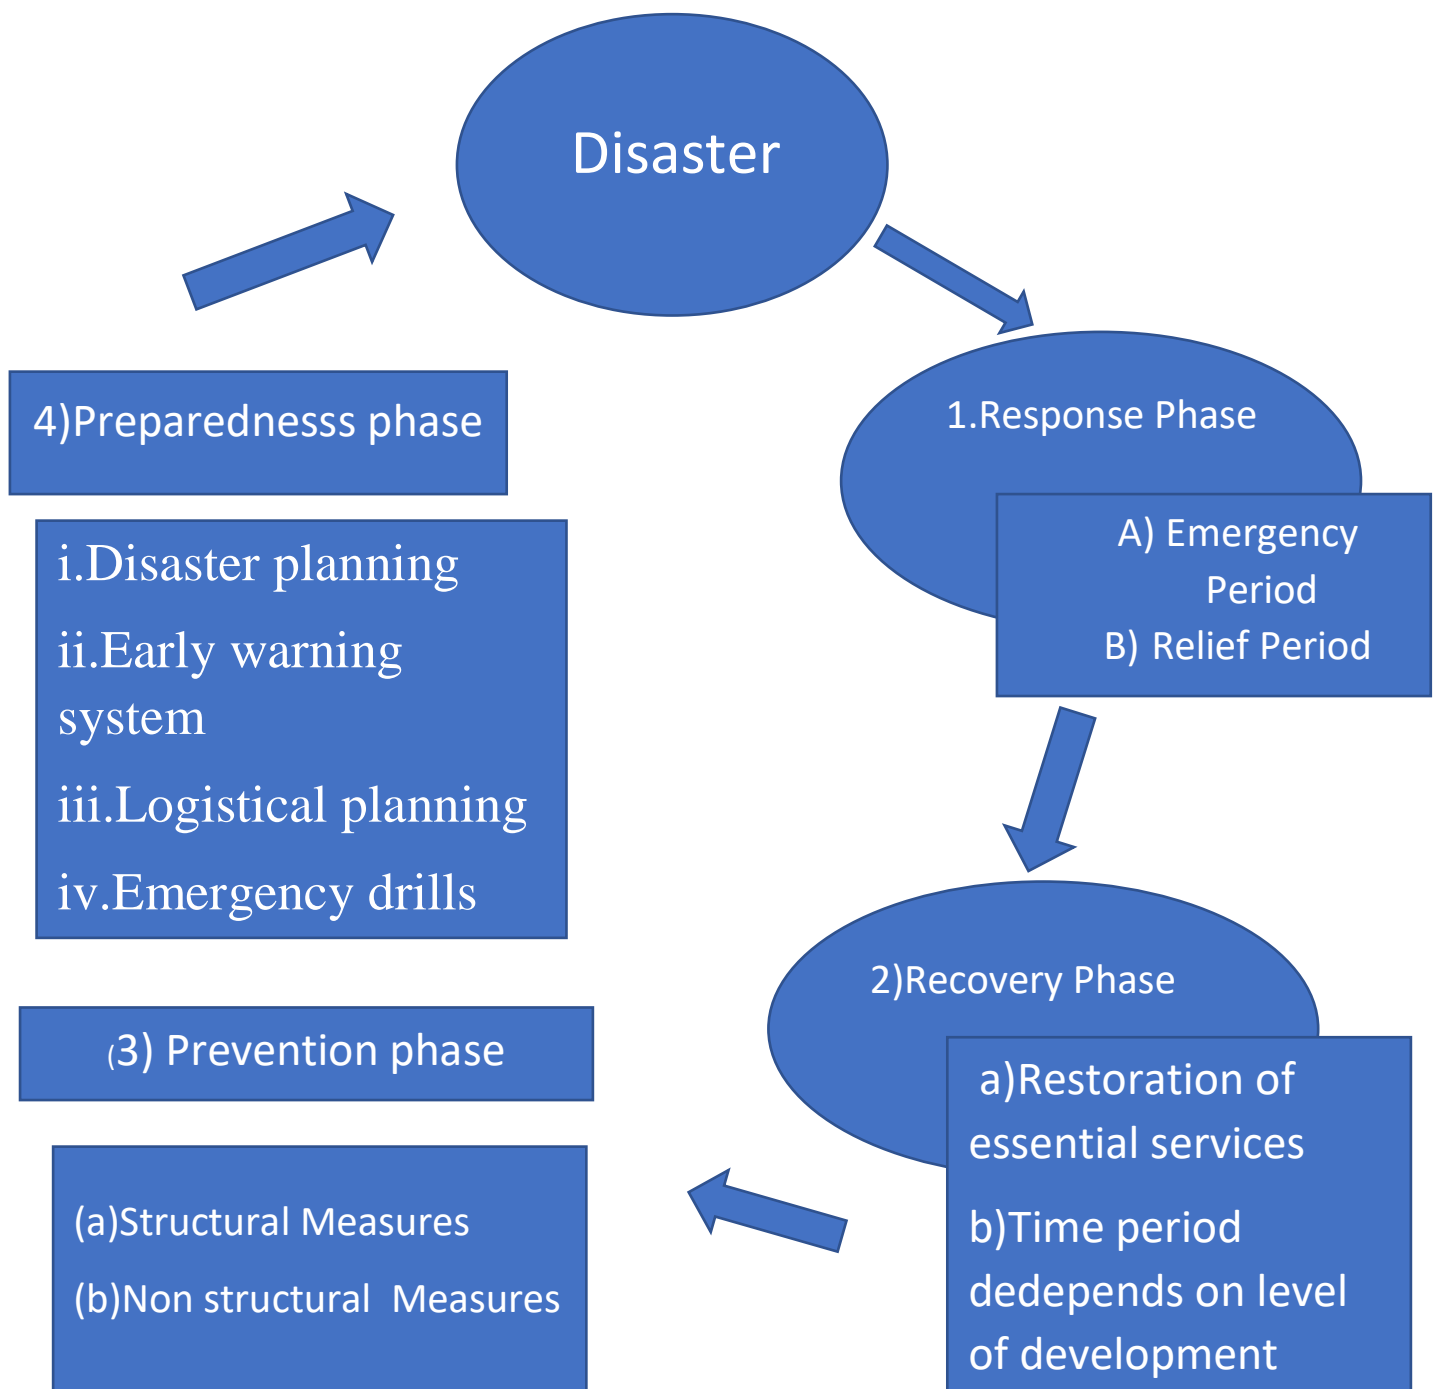 Disaster
1.Response Phase
A) Emergency
Period
B) Relief Period
2)Recovery Phase
a)Restoration of
essential services
b)Time period
dedepends on level
of development
(3) Prevention phase
(a)Structural Measures
(b)Non structural  Measures
4)Preparednesss phase
i.Disaster planning
ii.Early warning
system
iii.Logistical planning
iv.Emergency drills